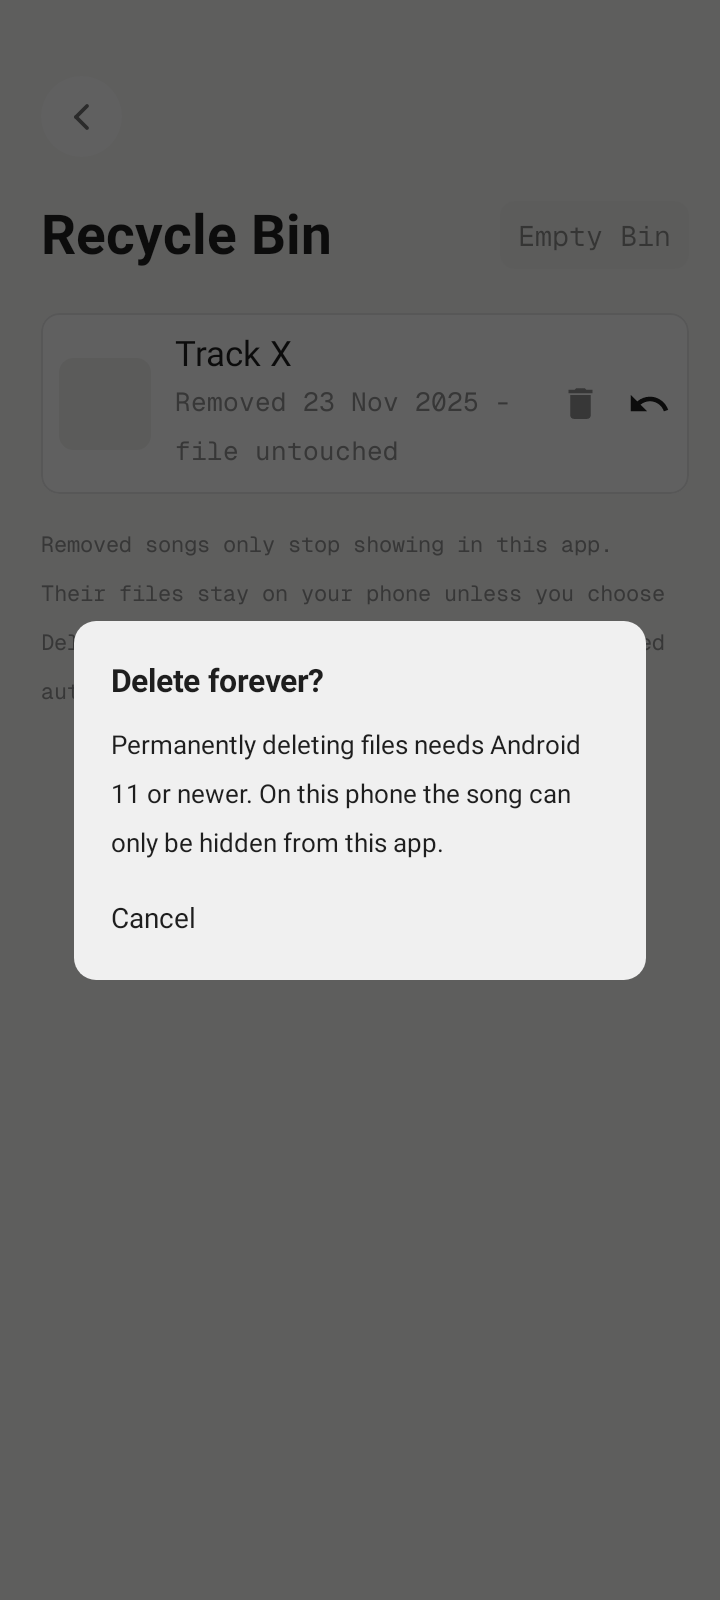 Recycle Bin
Empty Bin
Track X
Removed 23 Nov 2025 -
file untouched
Removed songs only stop showing in this app.
Their files stay on your phone unless you choose
Delete forever?
Permanently deleting files needs Android
11 or newer. On this phone the song can
only be hidden from this app.
Cancel